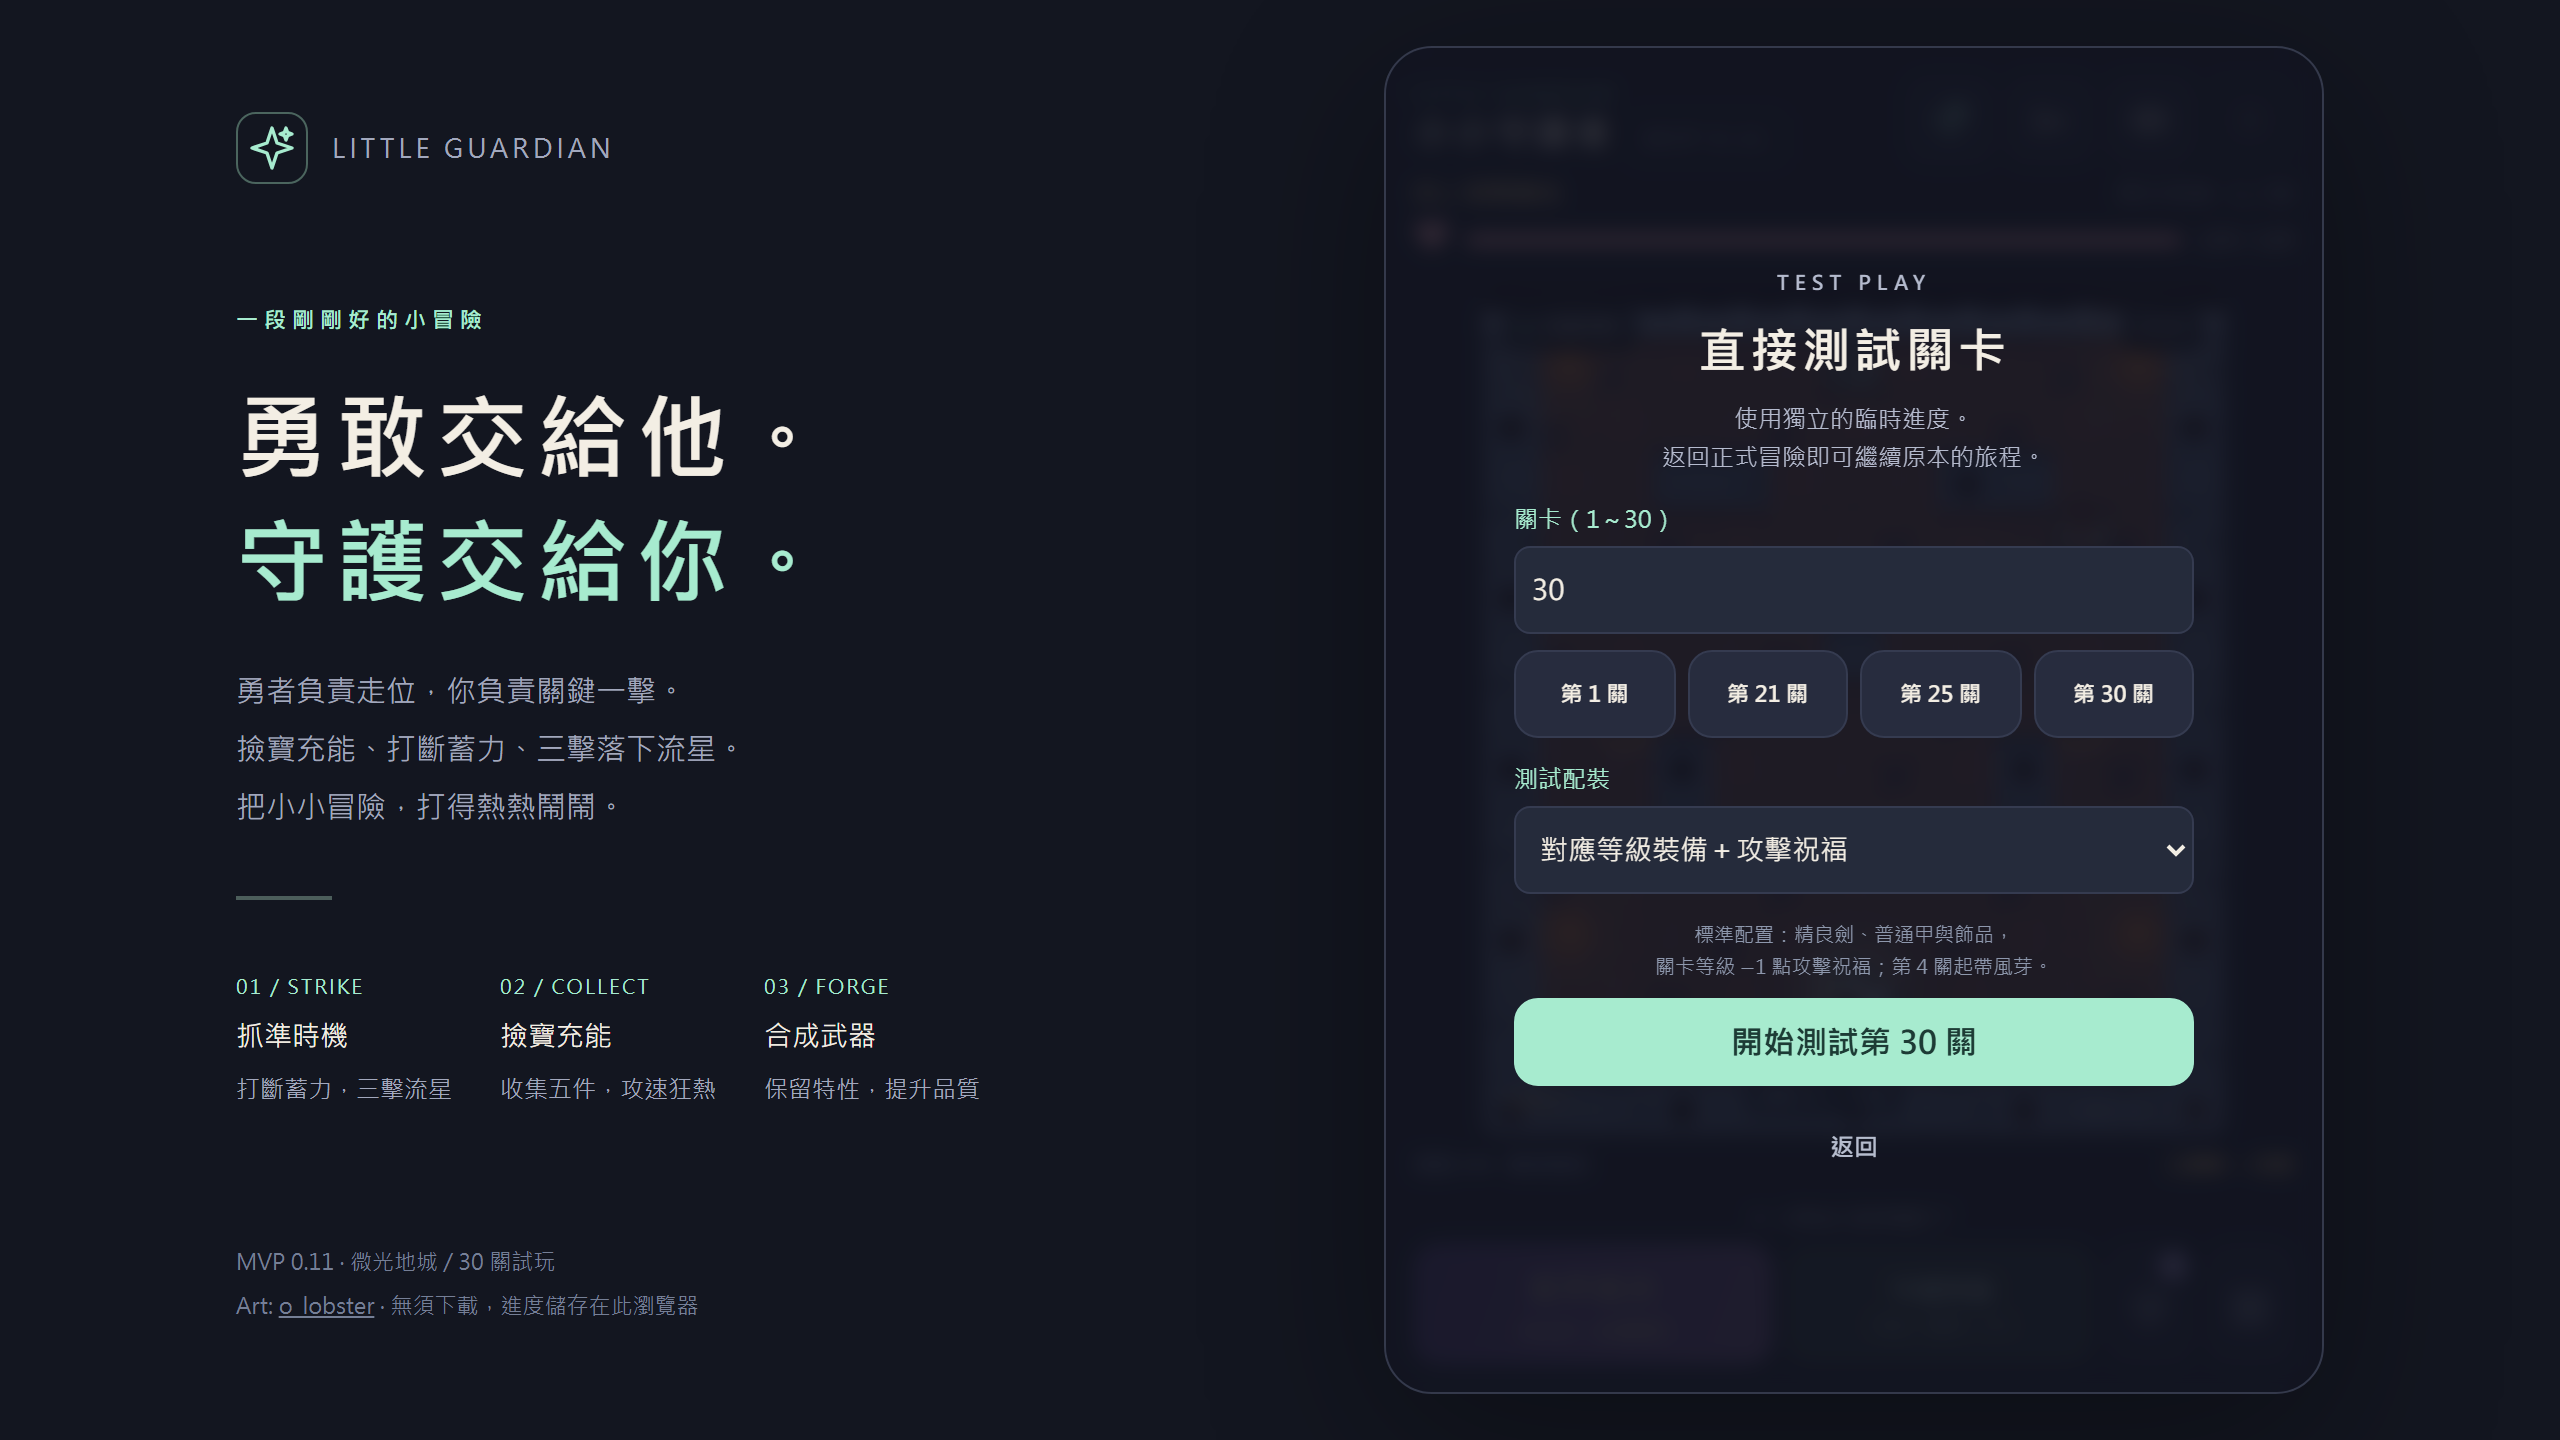 LITTLE GUARDIAN
一段剛剛好的小冒險
勇敢交給他。
守護交給你。
勇者負責走位，你負責關鍵一擊。
撿寶充能、打斷蓄力、三擊落下流星。
把小小冒險，打得熱熱鬧鬧。
01 / STRIKE
抓準時機
打斷蓄力，三擊流星
02 / COLLECT
撿寶充能
收集五件，攻速狂熱
03 / FORGE
合成武器
保留特性，提升品質
MVP 0.11 · 微光地城 / 30 關試玩
Art: o_lobster · 無須下載，進度儲存在此瀏覽器
TEST PLAY
直接測試關卡
使用獨立的臨時進度。
返回正式冒險即可繼續原本的旅程。
關卡（1～30）
30
第 1 關
第 21 關
第 25 關
第 30 關
測試配裝
對應等級裝備＋攻擊祝福
標準配置：精良劍、普通甲與飾品，
關卡等級 −1 點攻擊祝福；第 4 關起帶風芽。
開始測試第 30 關
返回